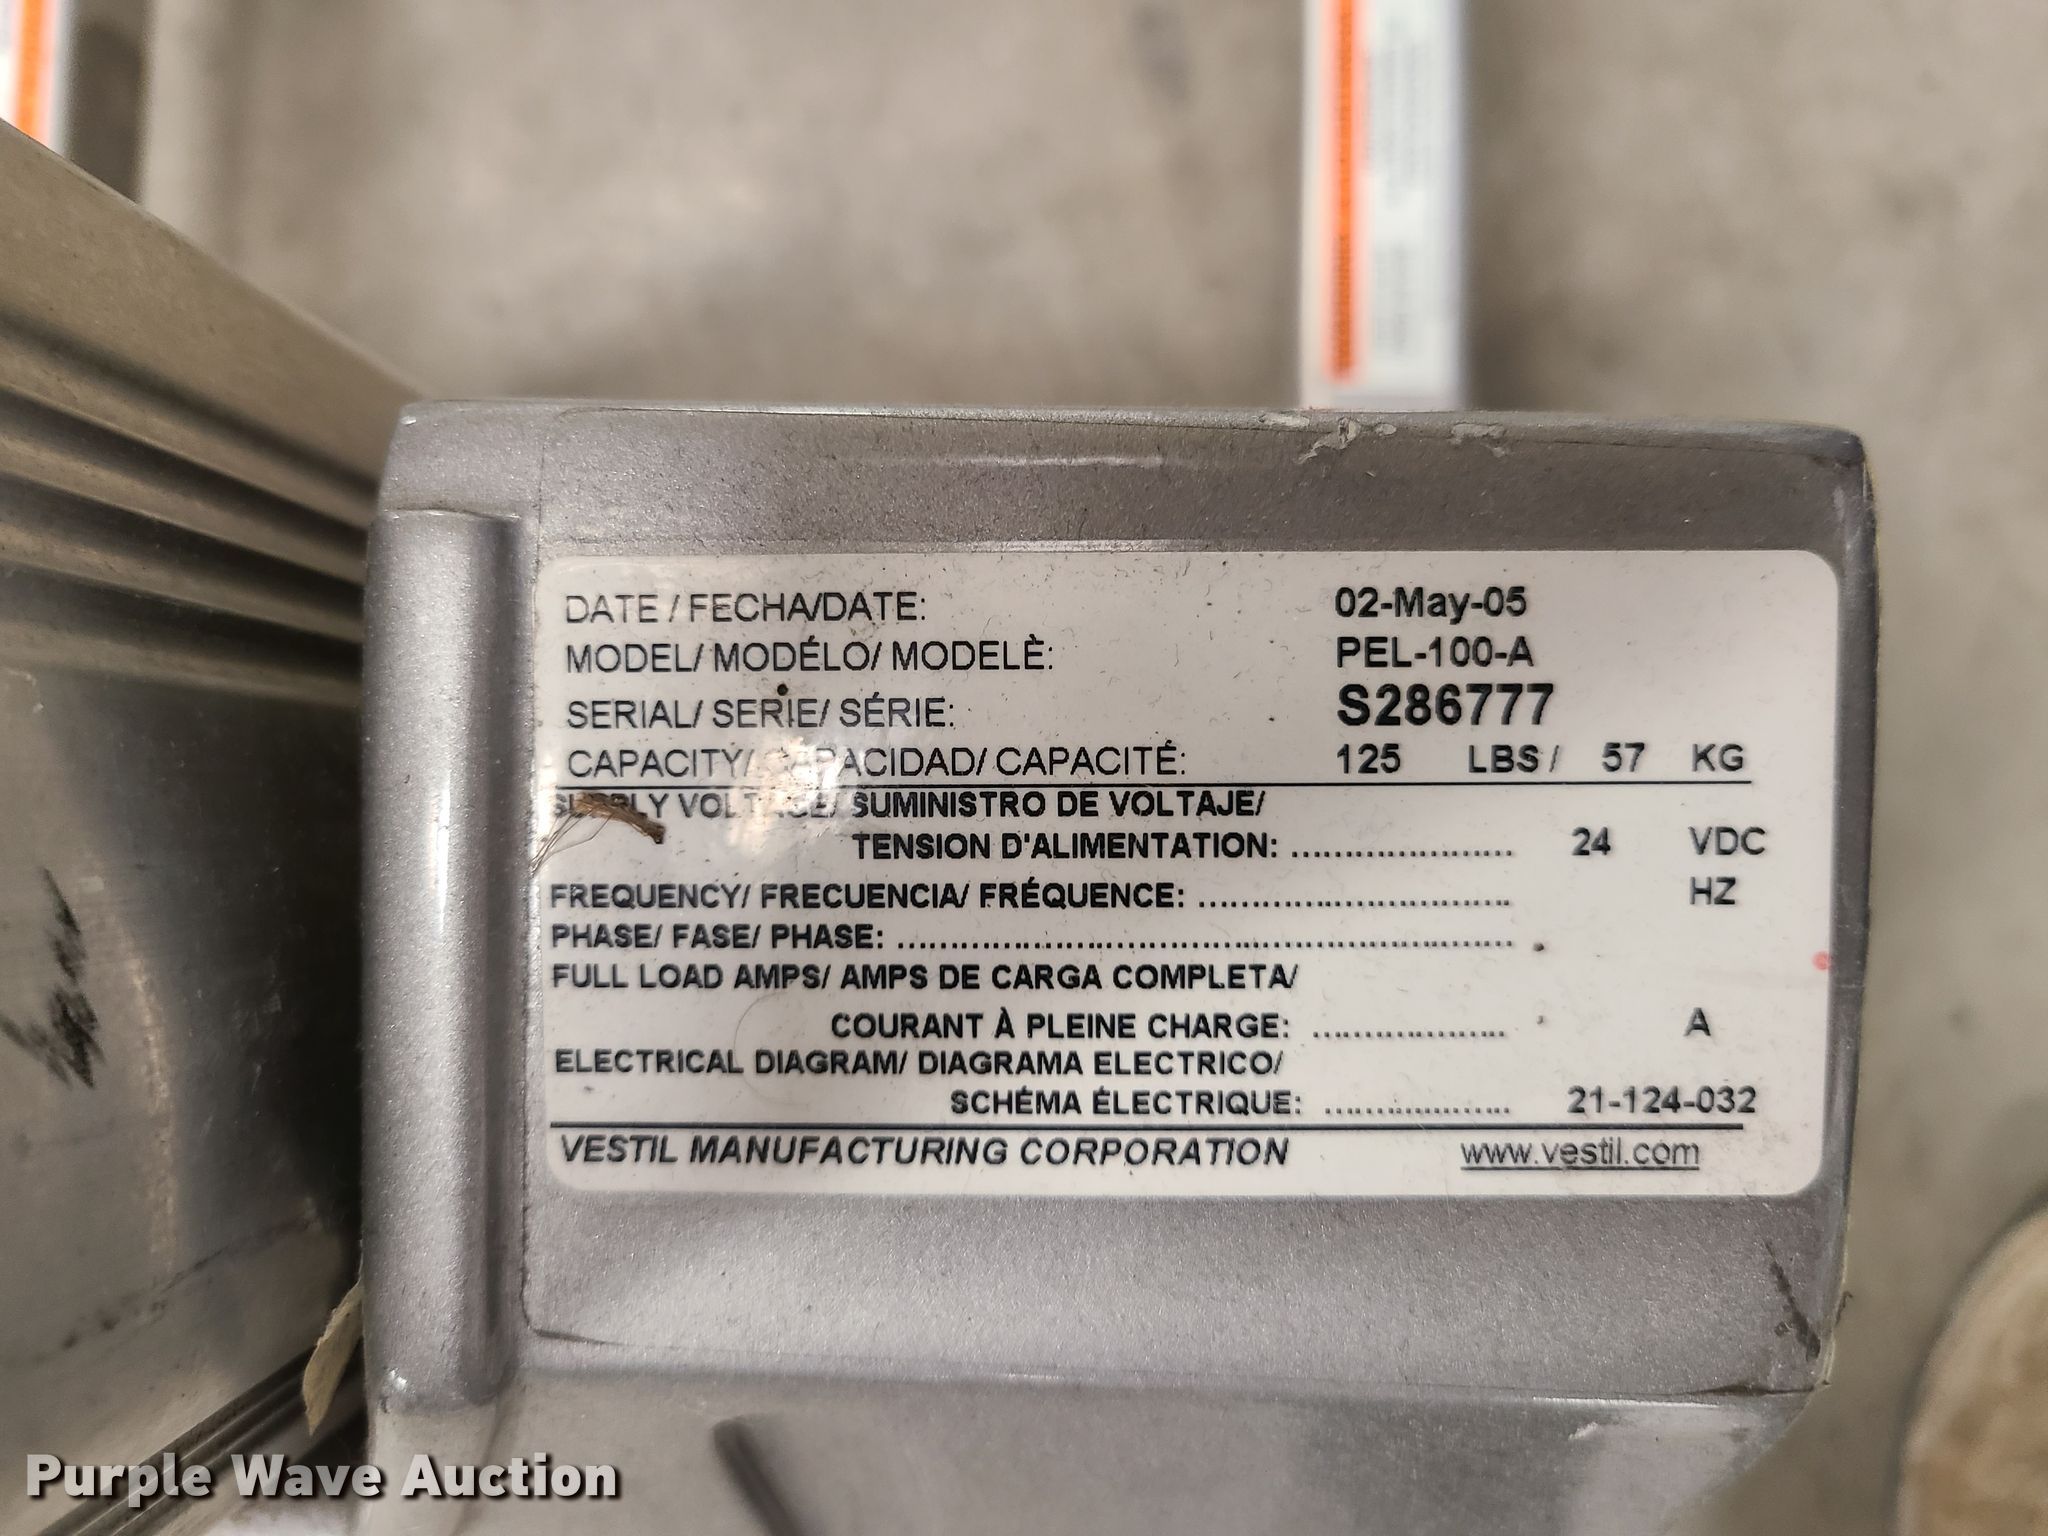 DATE / FECHA/DATE: 02-May-05
MODEL/ MODÉLO/ MODELÈ: PEL-100-A
SERIAL/ SERIE/ SÉRIE: S286777
CAPACITY/ CAPACIDAD/ CAPACITÉ: 125 LBS / 57 KG
SUPPLY VOLTAGE/ SUMINISTRO DE VOLTAJE/
TENSION D'ALIMENTATION: ..................... 24 VDC
FREQUENCY/ FRECUENCIA/ FRÉQUENCE: .............................. HZ
PHASE/ FASE/ PHASE: ..........................................................
FULL LOAD AMPS/ AMPS DE CARGA COMPLETA/
COURANT À PLEINE CHARGE: ................... A
ELECTRICAL DIAGRAM/ DIAGRAMA ELECTRICO/
SCHÉMA ÉLECTRIQUE: .................. 21-124-032
VESTIL MANUFACTURING CORPORATION www.vestil.com
Purple Wave Auction